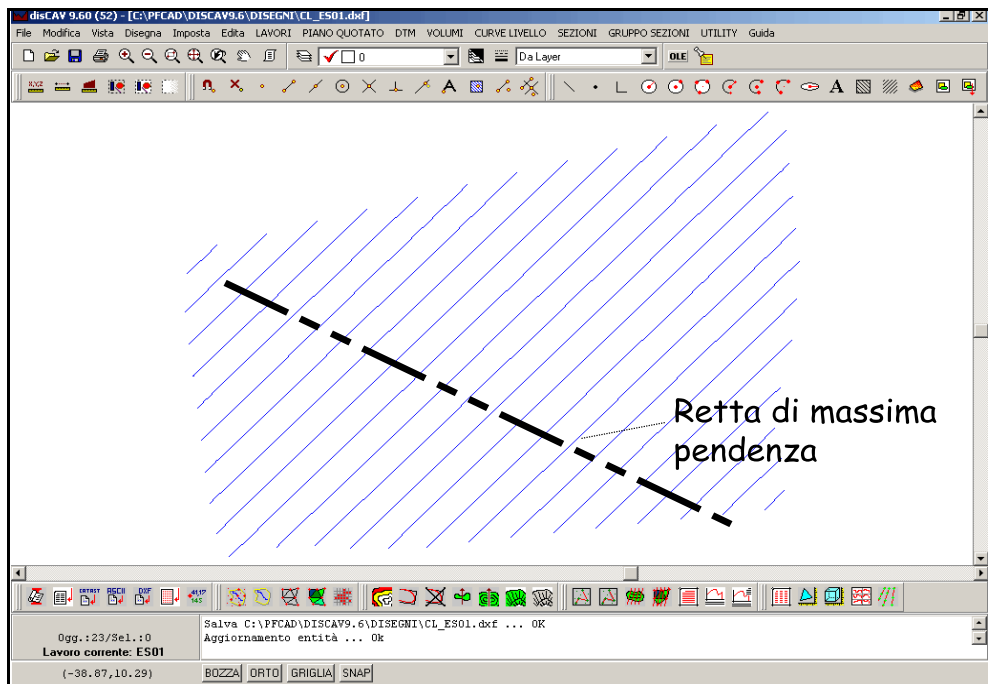 disCAV 9.60 (52) - [C:\PFCAD\DISCAV9.6\DISEGNI\CL_ES01.dxf]
File Modifica Vista Disegna Imposta Edita LAVORI PIANO QUOTATO DTM VOLUMI CURVE LIVELLO SEZIONI GRUPPO SEZIONI UTILITY Guida
0 Da Layer OLE
X,Y,Z A A
Retta di massima
pendenza
CATAST ASCII DXF
Ogg.:23/Sel.:0
Lavoro corrente: ES01
Salva C:\PFCAD\DISCAV9.6\DISEGNI\CL_ES01.dxf ... OK
Aggiornamento entità ... Ok
(-38.87,10.29) BOZZA ORTO GRIGLIA SNAP